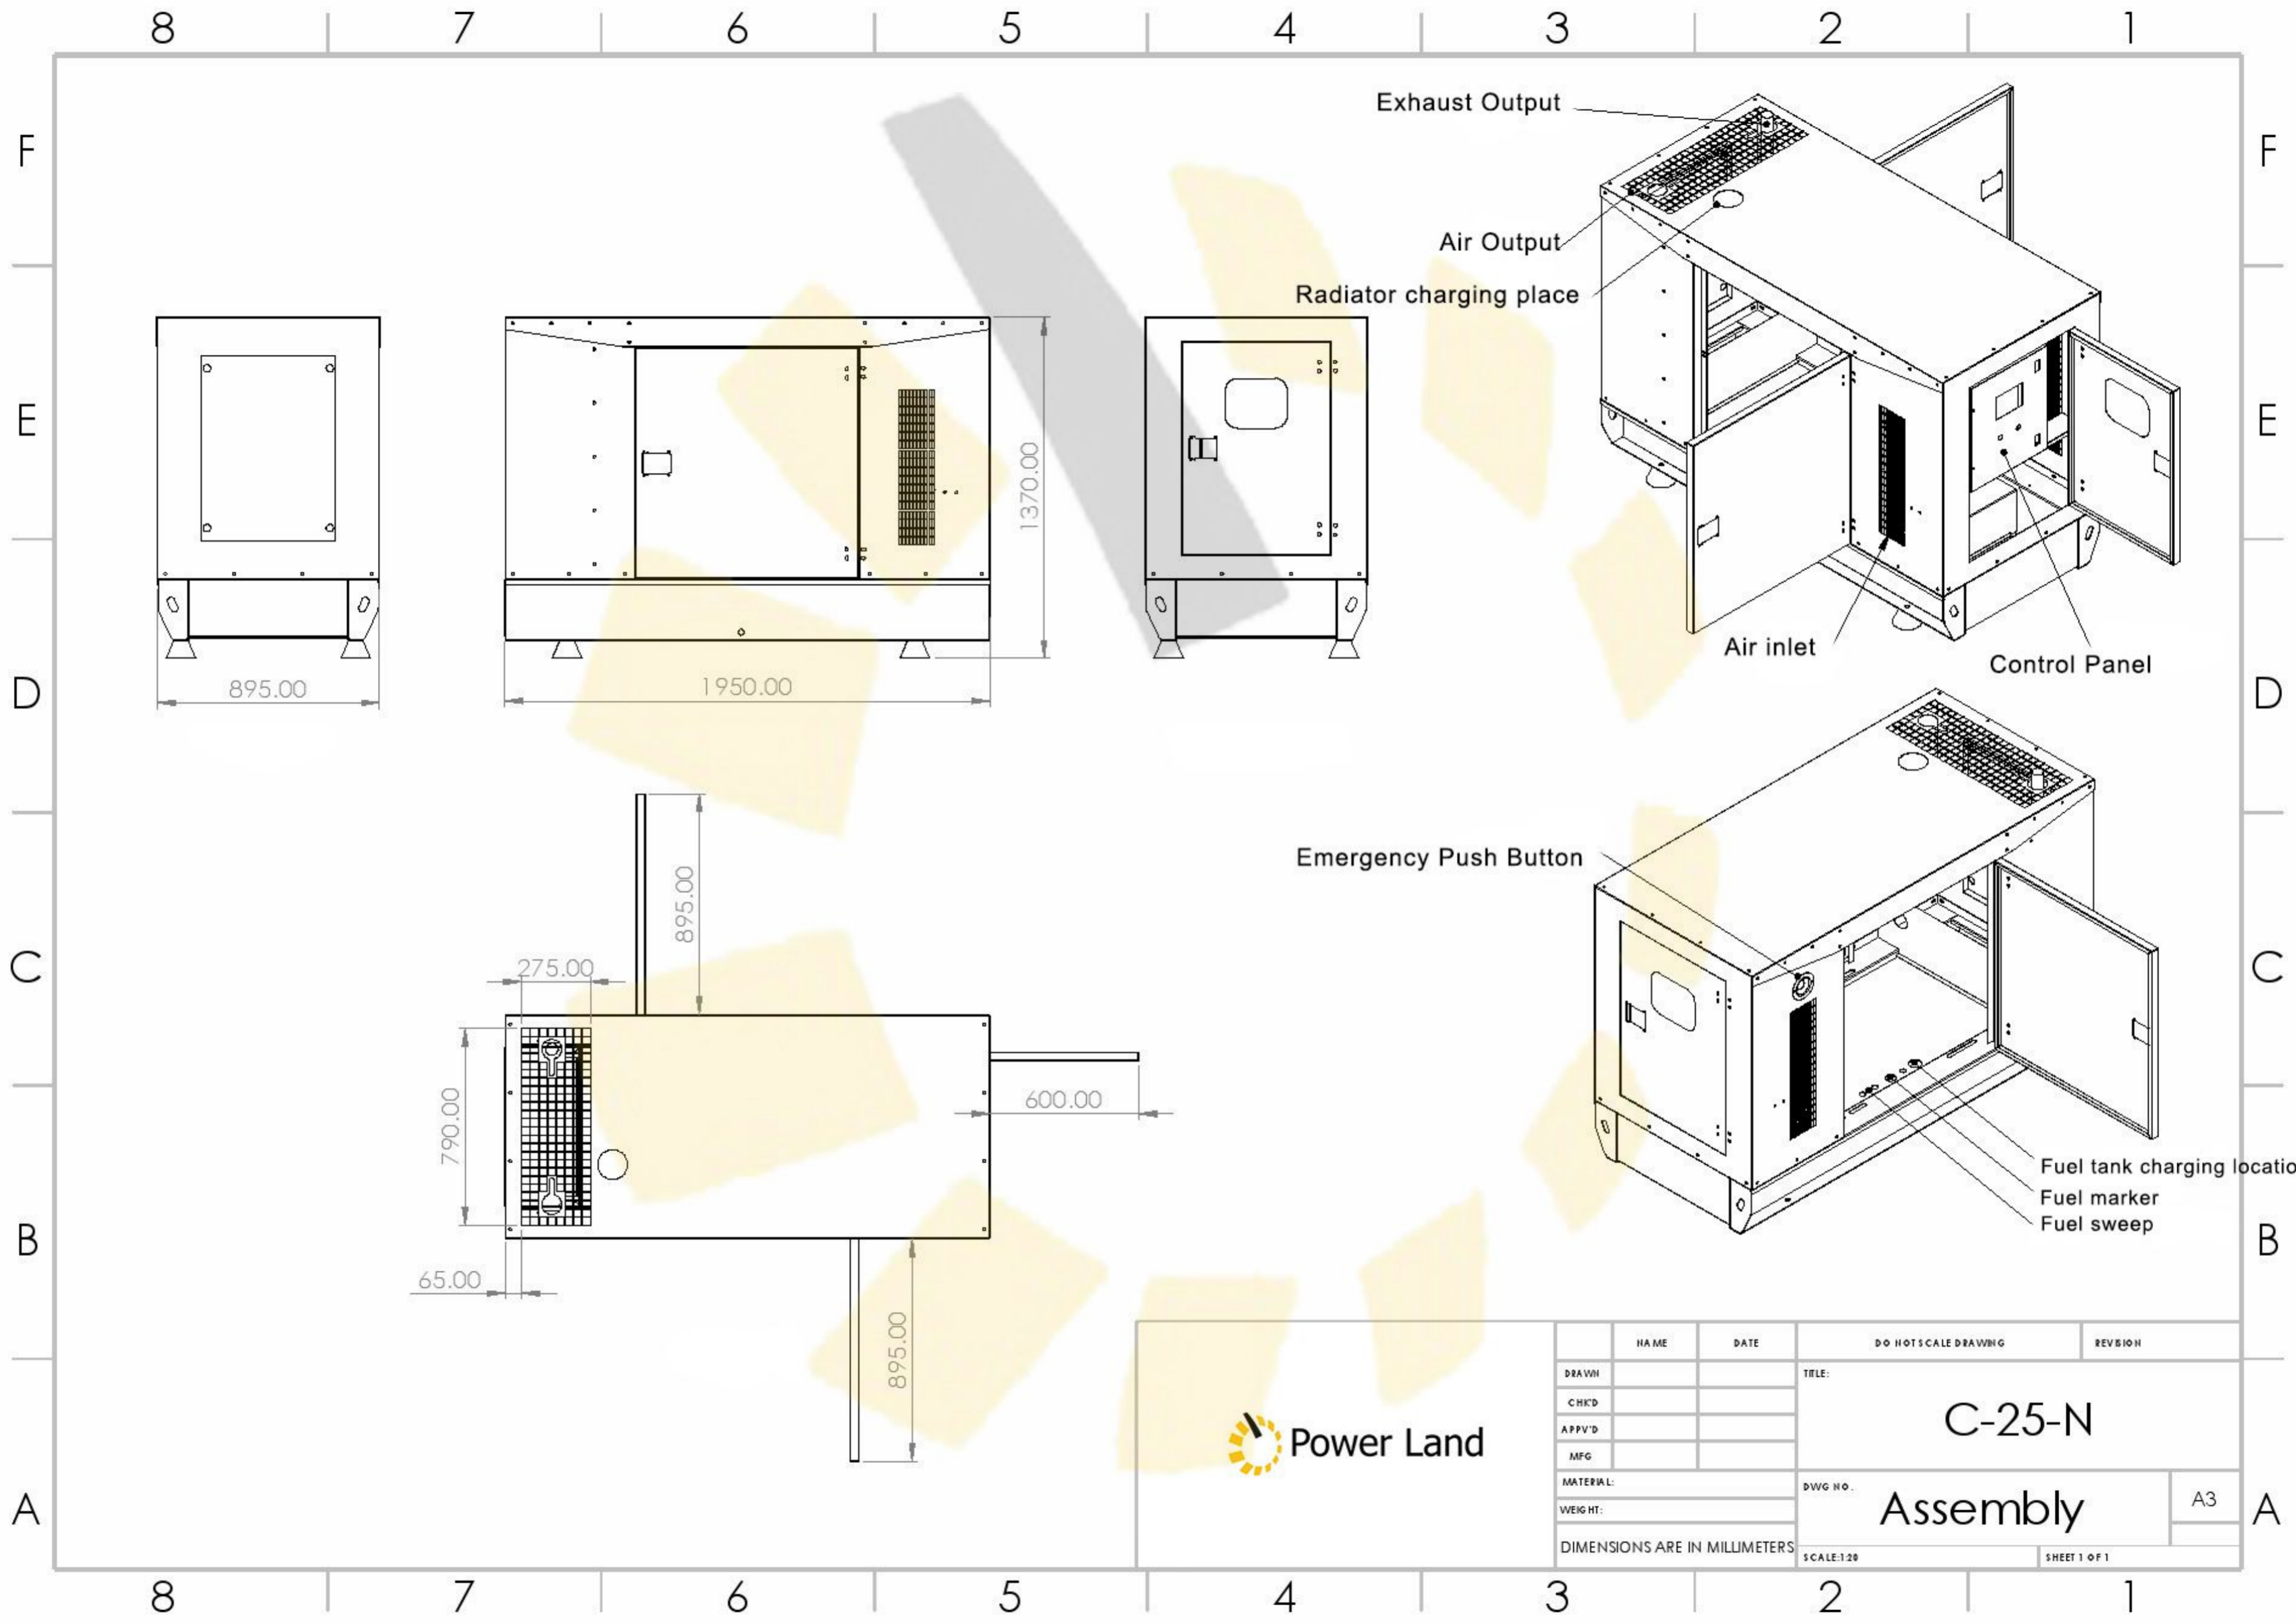 8 7 6 5 4 3 2 1
F F
E E
D D
C C
B B
A A
8 7 6 5 4 3 2 1
Exhaust Output
Air Output
Radiator charging place
Air inlet
Control Panel
895.00
1950.00
1370.00
Emergency Push Button
Fuel tank charging locatio
Fuel marker
Fuel sweep
895.00
275.00
790.00
600.00
65.00
895.00
Power Land
NAME DATE DO NOT SCALE DRAWING REVISION
DRAWN
CHK'D
APPV'D
MFG
TITLE:
C-25-N
MATERIAL:
WEIGHT:
DIMENSIONS ARE IN MILLIMETERS
DWG NO.
Assembly
A3
SCALE:1:20
SHEET 1 OF 1